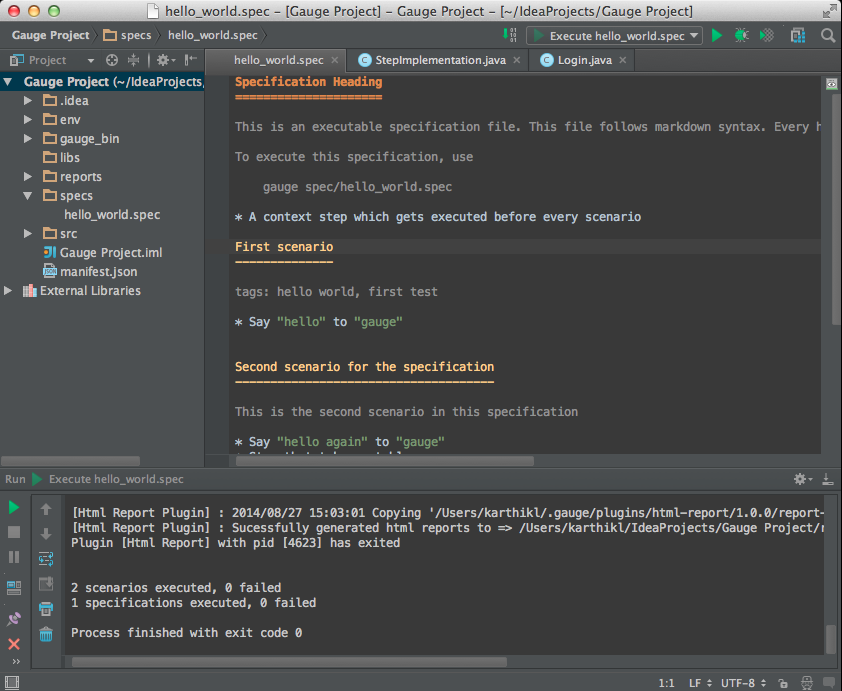 hello_world.spec - [Gauge Project] - Gauge Project - [~/IdeaProjects/Gauge Project]
Gauge Project specs hello_world.spec Execute hello_world.spec
Project hello_world.spec StepImplementation.java Login.java
Gauge Project (~/IdeaProjects,
.idea
env
gauge_bin
libs
reports
specs
hello_world.spec
src
Gauge Project.iml
manifest.json
External Libraries
Specification Heading
=====================
This is an executable specification file. This file follows markdown syntax. Every h
To execute this specification, use
gauge spec/hello_world.spec
* A context step which gets executed before every scenario
First scenario
--------------
tags: hello world, first test
* Say "hello" to "gauge"
Second scenario for the specification
-------------------------------------
This is the second scenario in this specification
* Say "hello again" to "gauge"
Run Execute hello_world.spec
[Html Report Plugin] : 2014/08/27 15:03:01 Copying '/Users/karthikl/.gauge/plugins/html-report/1.0.0/report-
[Html Report Plugin] : Sucessfully generated html reports to => /Users/karthikl/IdeaProjects/Gauge Project/r
Plugin [Html Report] with pid [4623] has exited
2 scenarios executed, 0 failed
1 specifications executed, 0 failed
Process finished with exit code 0
1:1 LF UTF-8